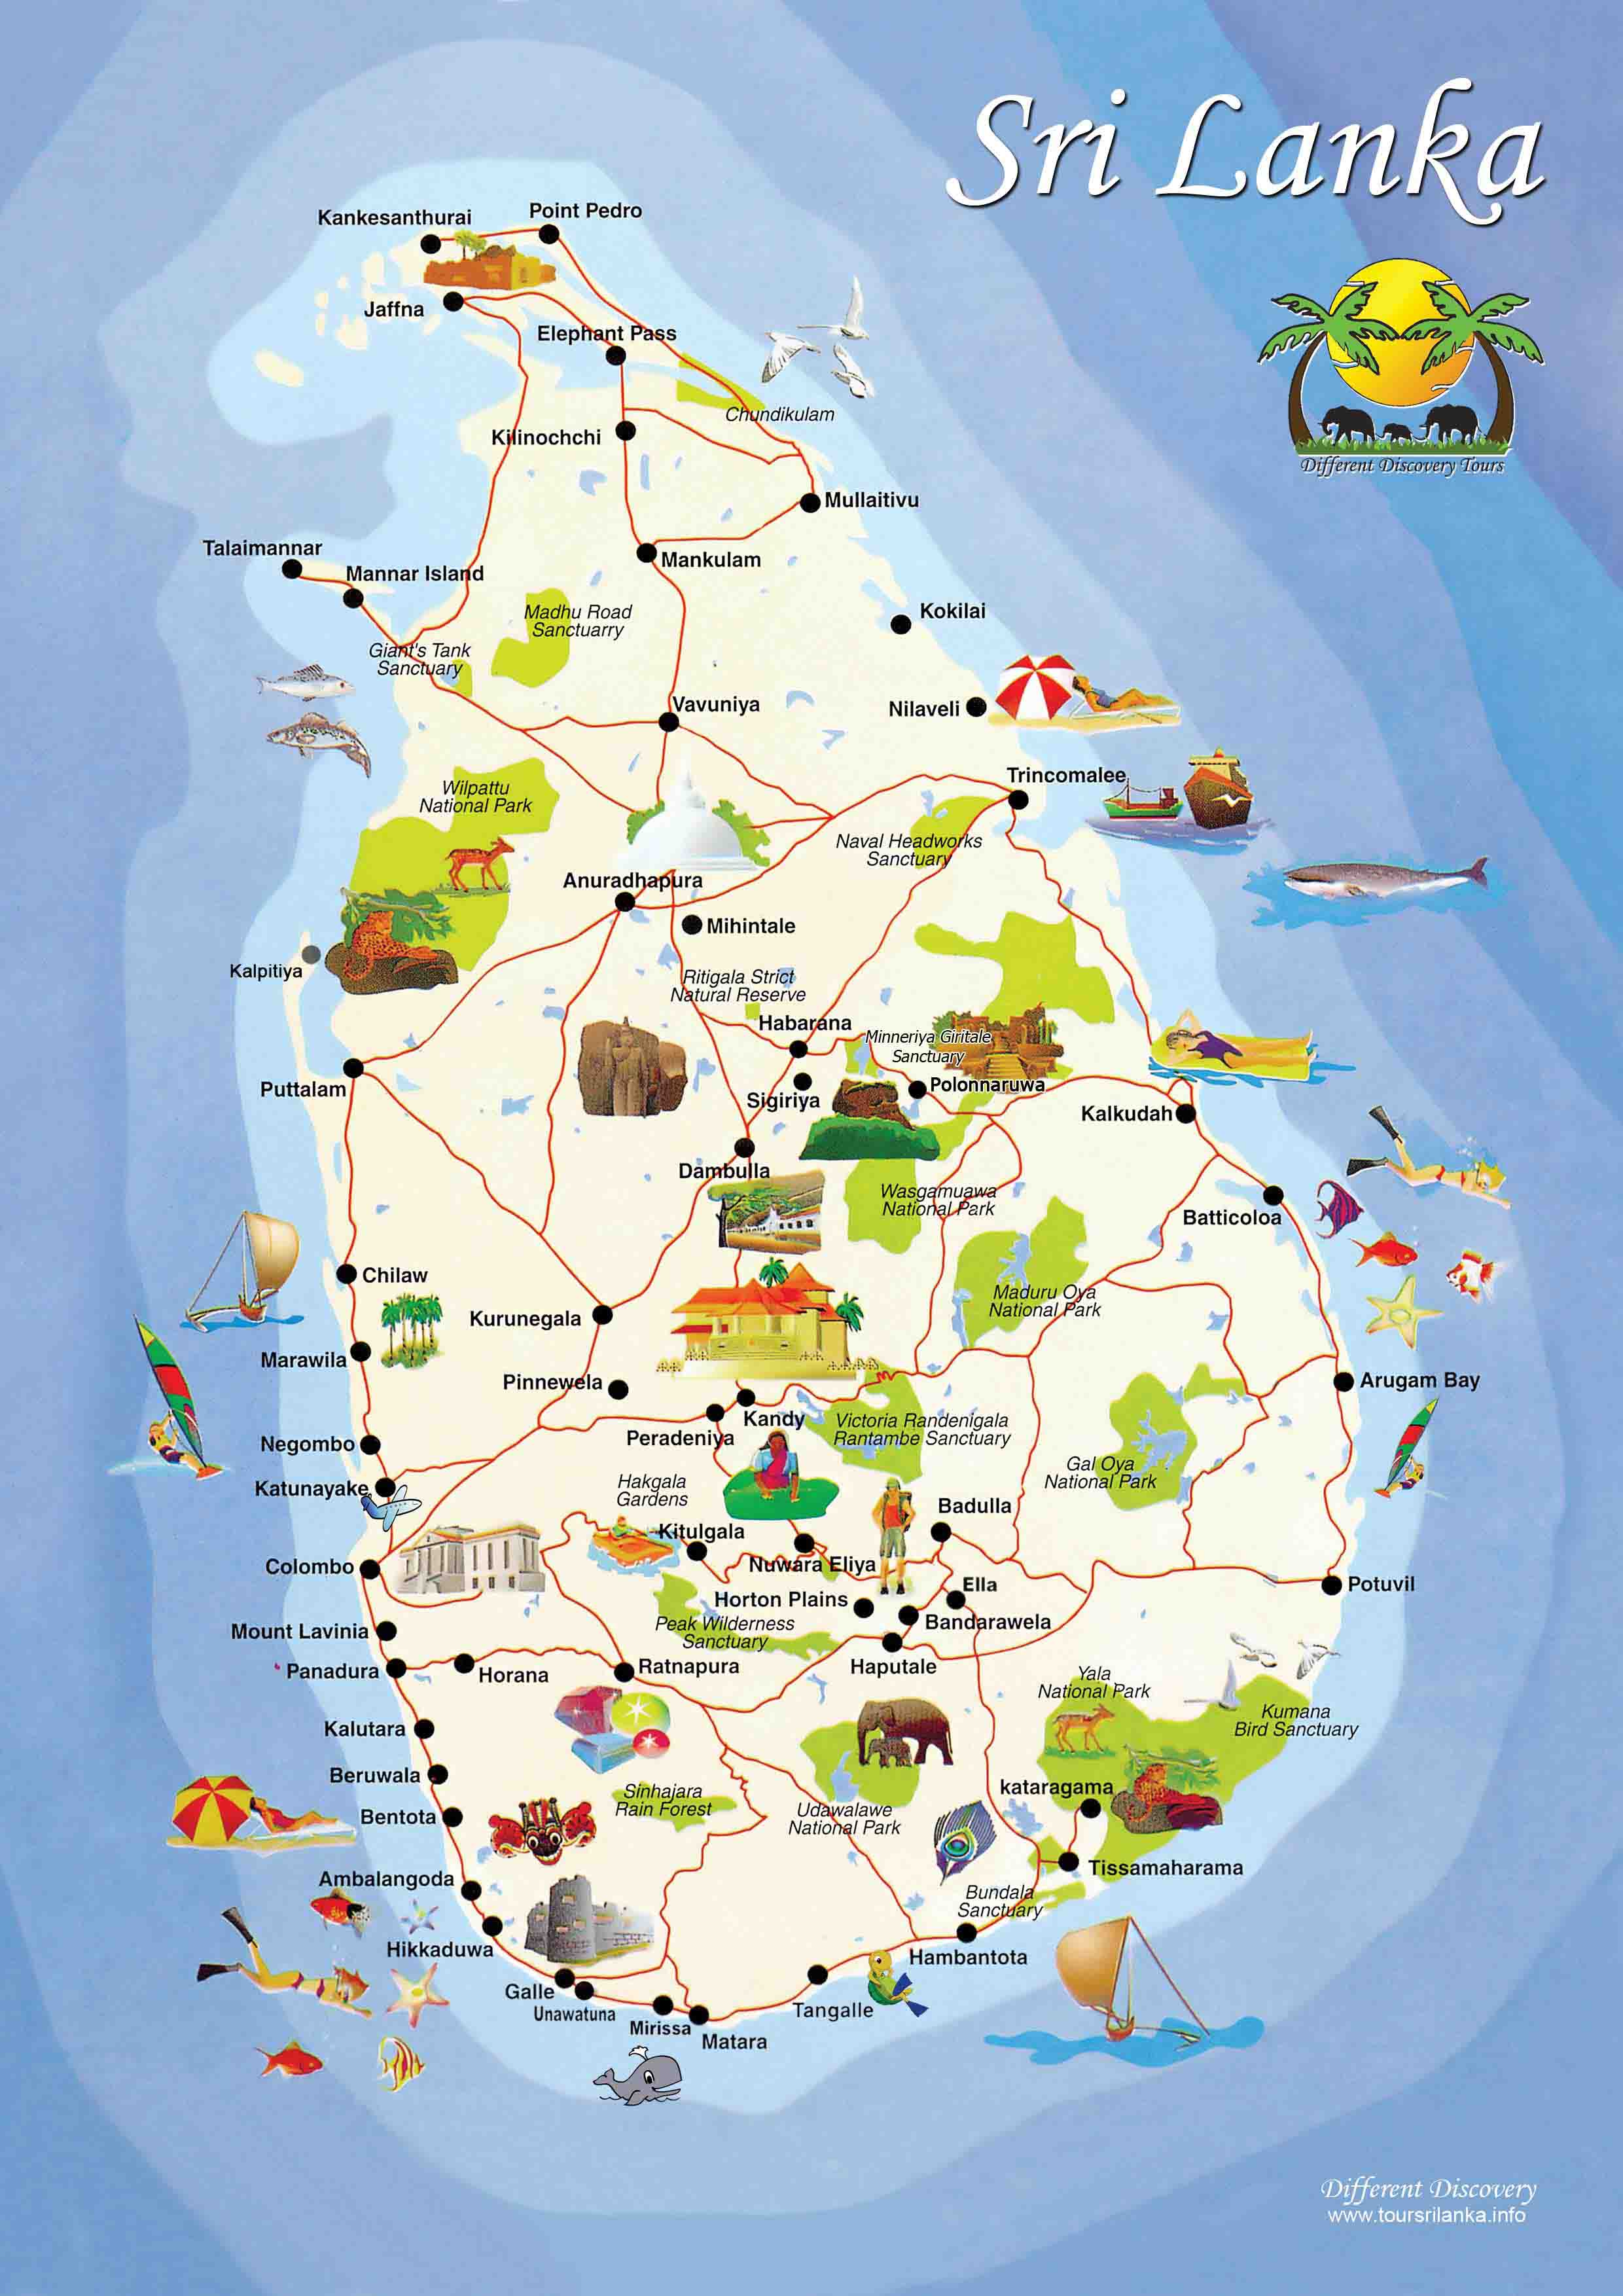 Sri Lanka
Different Discovery Tours
Kankesanthurai
Point Pedro
Jaffna
Elephant Pass
Chundikulam
Kilinochchi
Mullaitivu
Talaimannar
Mankulam
Mannar Island
Kokilai
Madhu Road
Sanctuarry
Giant's Tank
Sanctuary
Vavuniya
Nilaveli
Trincomalee
Wilpattu
National Park
Naval Headworks
Sanctuary
Anuradhapura
Mihintale
Kalpitiya
Ritigala Strict
Natural Reserve
Habarana
Minneriya Giritale
Sanctuary
Polonnaruwa
Puttalam
Sigiriya
Kalkudah
Dambulla
Wasgamuawa
National Park
Batticoloa
Chilaw
Maduru Oya
National Park
Kurunegala
Marawila
Pinnewela
Arugam Bay
Kandy
Peradeniya
Victoria Randenigala
Rantambe Sanctuary
Negombo
Gal Oya
National Park
Katunayake
Hakgala
Gardens
Badulla
Kitulgala
Colombo
Nuwara Eliya
Ella
Potuvil
Horton Plains
Bandarawela
Mount Lavinia
Peak Wilderness
Sanctuary
Panadura
Horana
Ratnapura
Haputale
Yala
National Park
Kumana
Bird Sanctuary
Kalutara
Beruwala
kataragama
Bentota
Sinhajara
Rain Forest
Udawalawe
National Park
Tissamaharama
Ambalangoda
Bundala
Sanctuary
Hikkaduwa
Hambantota
Galle
Unawatuna
Tangalle
Mirissa
Matara
Different Discovery
www.toursrilanka.info